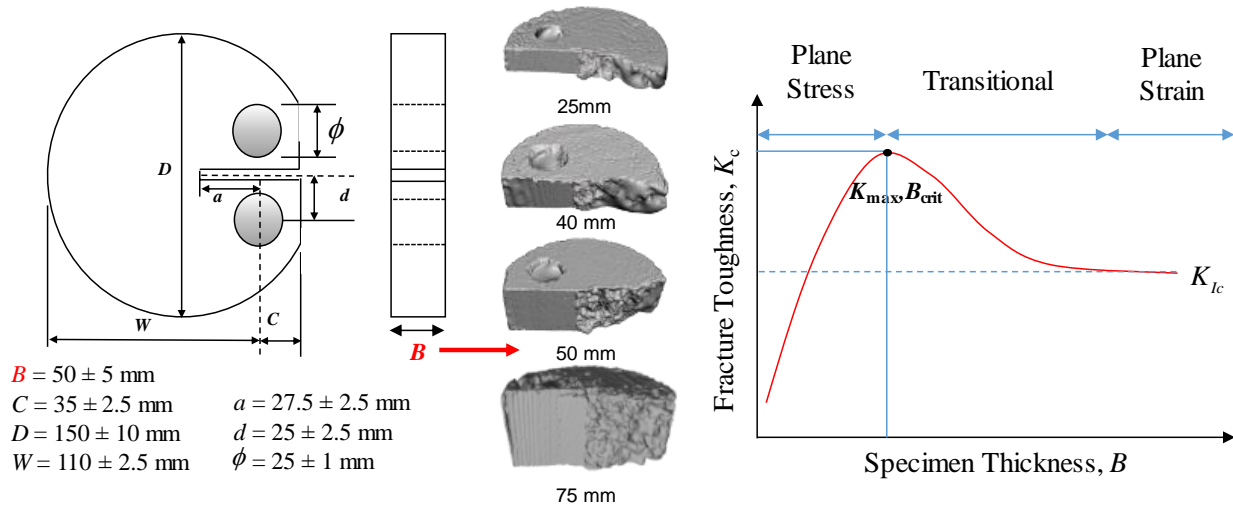 D
W
C
a
d
ϕ
B
B = 50 ± 5 mm
C = 35 ± 2.5 mm
D = 150 ± 10 mm
W = 110 ± 2.5 mm
a = 27.5 ± 2.5 mm
d = 25 ± 2.5 mm
ϕ = 25 ± 1 mm
25mm
40 mm
50 mm
75 mm
Plane
Stress
Transitional
Plane
Strain
Fracture Toughness, Kc
Kmax,Bcrit
KIc
Specimen Thickness, B